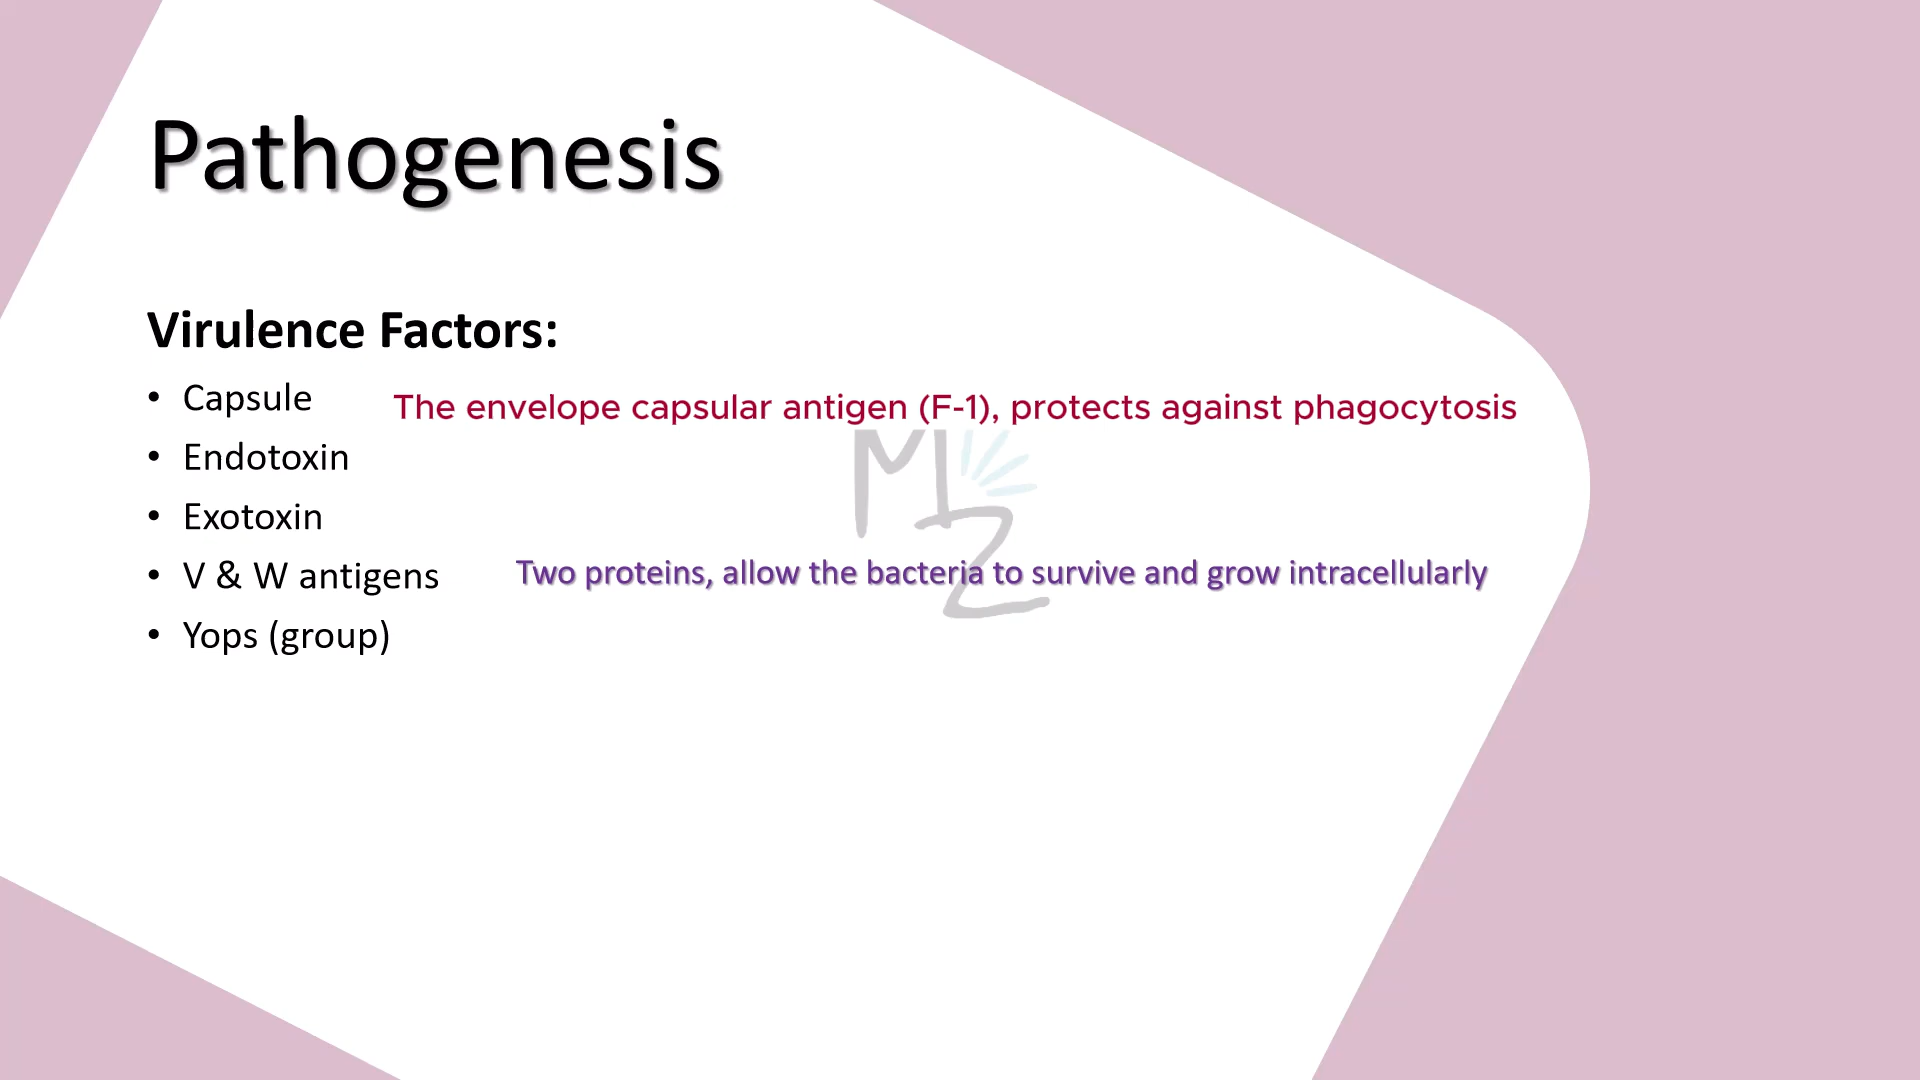 Pathogenesis
Virulence Factors:
• Capsule The envelope capsular antigen (F-1), protects against phagocytosis
• Endotoxin
• Exotoxin
• V & W antigens Two proteins, allow the bacteria to survive and grow intracellularly
• Yops (group)
MZ